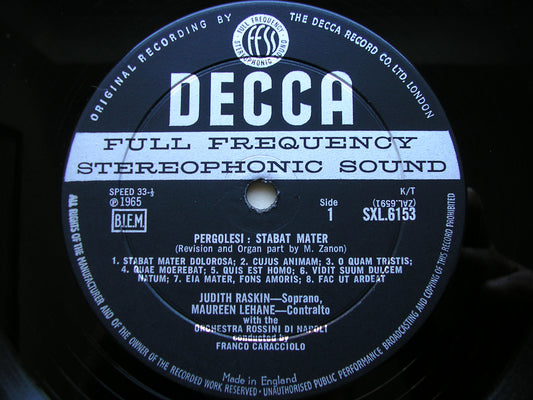 ORIGINAL RECORDING BY THE DECCA RECORD CO. LTD. LONDON
FULL FREQUENCY
STEREOPHONIC SOUND
FFSS
DECCA
FULL FREQUENCY
STEREOPHONIC SOUND
SPEED 33-⅓
℗ 1965
B.I.E.M.
Side
1
K/T
(ZAL.6591)
SXL.6153
PERGOLESI : STABAT MATER
(Revision and Organ part by M. Zanon)
1. STABAT MATER DOLOROSA; 2. CUJUS ANIMAM; 3. O QUAM TRISTIS;
4. QUAE MOEREBAT; 5. QUIS EST HOMO; 6. VIDIT SUUM DULCEM
NATUM; 7. EIA MATER, FONS AMORIS; 8. FAC UT ARDEAT
JUDITH RASKIN—Soprano,
MAUREEN LEHANE—Contralto
with the
ORCHESTRA ROSSINI DI NAPOLI
conducted by
FRANCO CARACCIOLO
Made in England
ALL RIGHTS OF THE MANUFACTURER AND OF THE OWNER OF THE RECORDED WORK RESERVED - UNAUTHORISED PUBLIC PERFORMANCE BROADCASTING AND COPYING OF THIS RECORD PROHIBITED